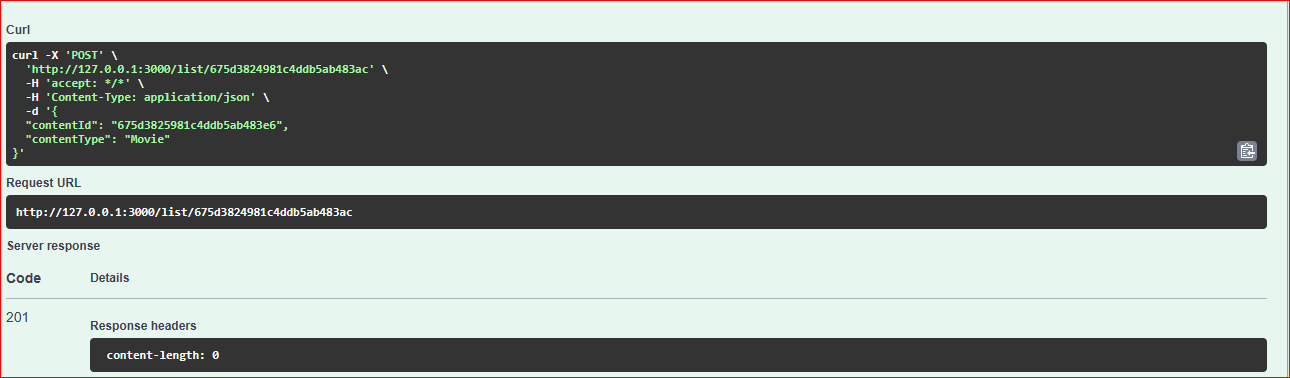 Curl
curl -X 'POST' \
'http://127.0.0.1:3000/list/675d3824981c4ddb5ab483ac' \
-H 'accept: */*' \
-H 'Content-Type: application/json' \
-d '{
"contentId": "675d3825981c4ddb5ab483e6",
"contentType": "Movie"
}'
Request URL
http://127.0.0.1:3000/list/675d3824981c4ddb5ab483ac
Server response
Code Details
201
Response headers
content-length: 0